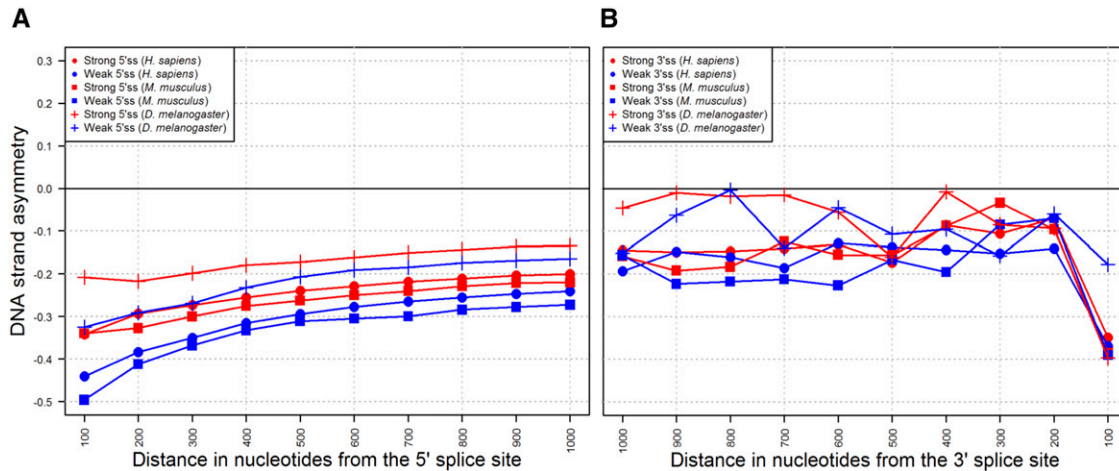 A
B
Strong 5'ss (H. sapiens)
Weak 5'ss (H. sapiens)
Strong 5'ss (M. musculus)
Weak 5'ss (M. musculus)
Strong 5'ss (D. melanogaster)
Weak 5'ss (D. melanogaster)
Strong 3'ss (H. sapiens)
Weak 3'ss (H. sapiens)
Strong 3'ss (M. musculus)
Weak 3'ss (M. musculus)
Strong 3'ss (D. melanogaster)
Weak 3'ss (D. melanogaster)
DNA strand asymmetry
0.3
0.2
0.1
0.0
-0.1
-0.2
-0.3
-0.4
-0.5
100 200 300 400 500 600 700 800 900 1000
Distance in nucleotides from the 5' splice site
1000 900 800 700 600 500 400 300 200 100
Distance in nucleotides from the 3' splice site